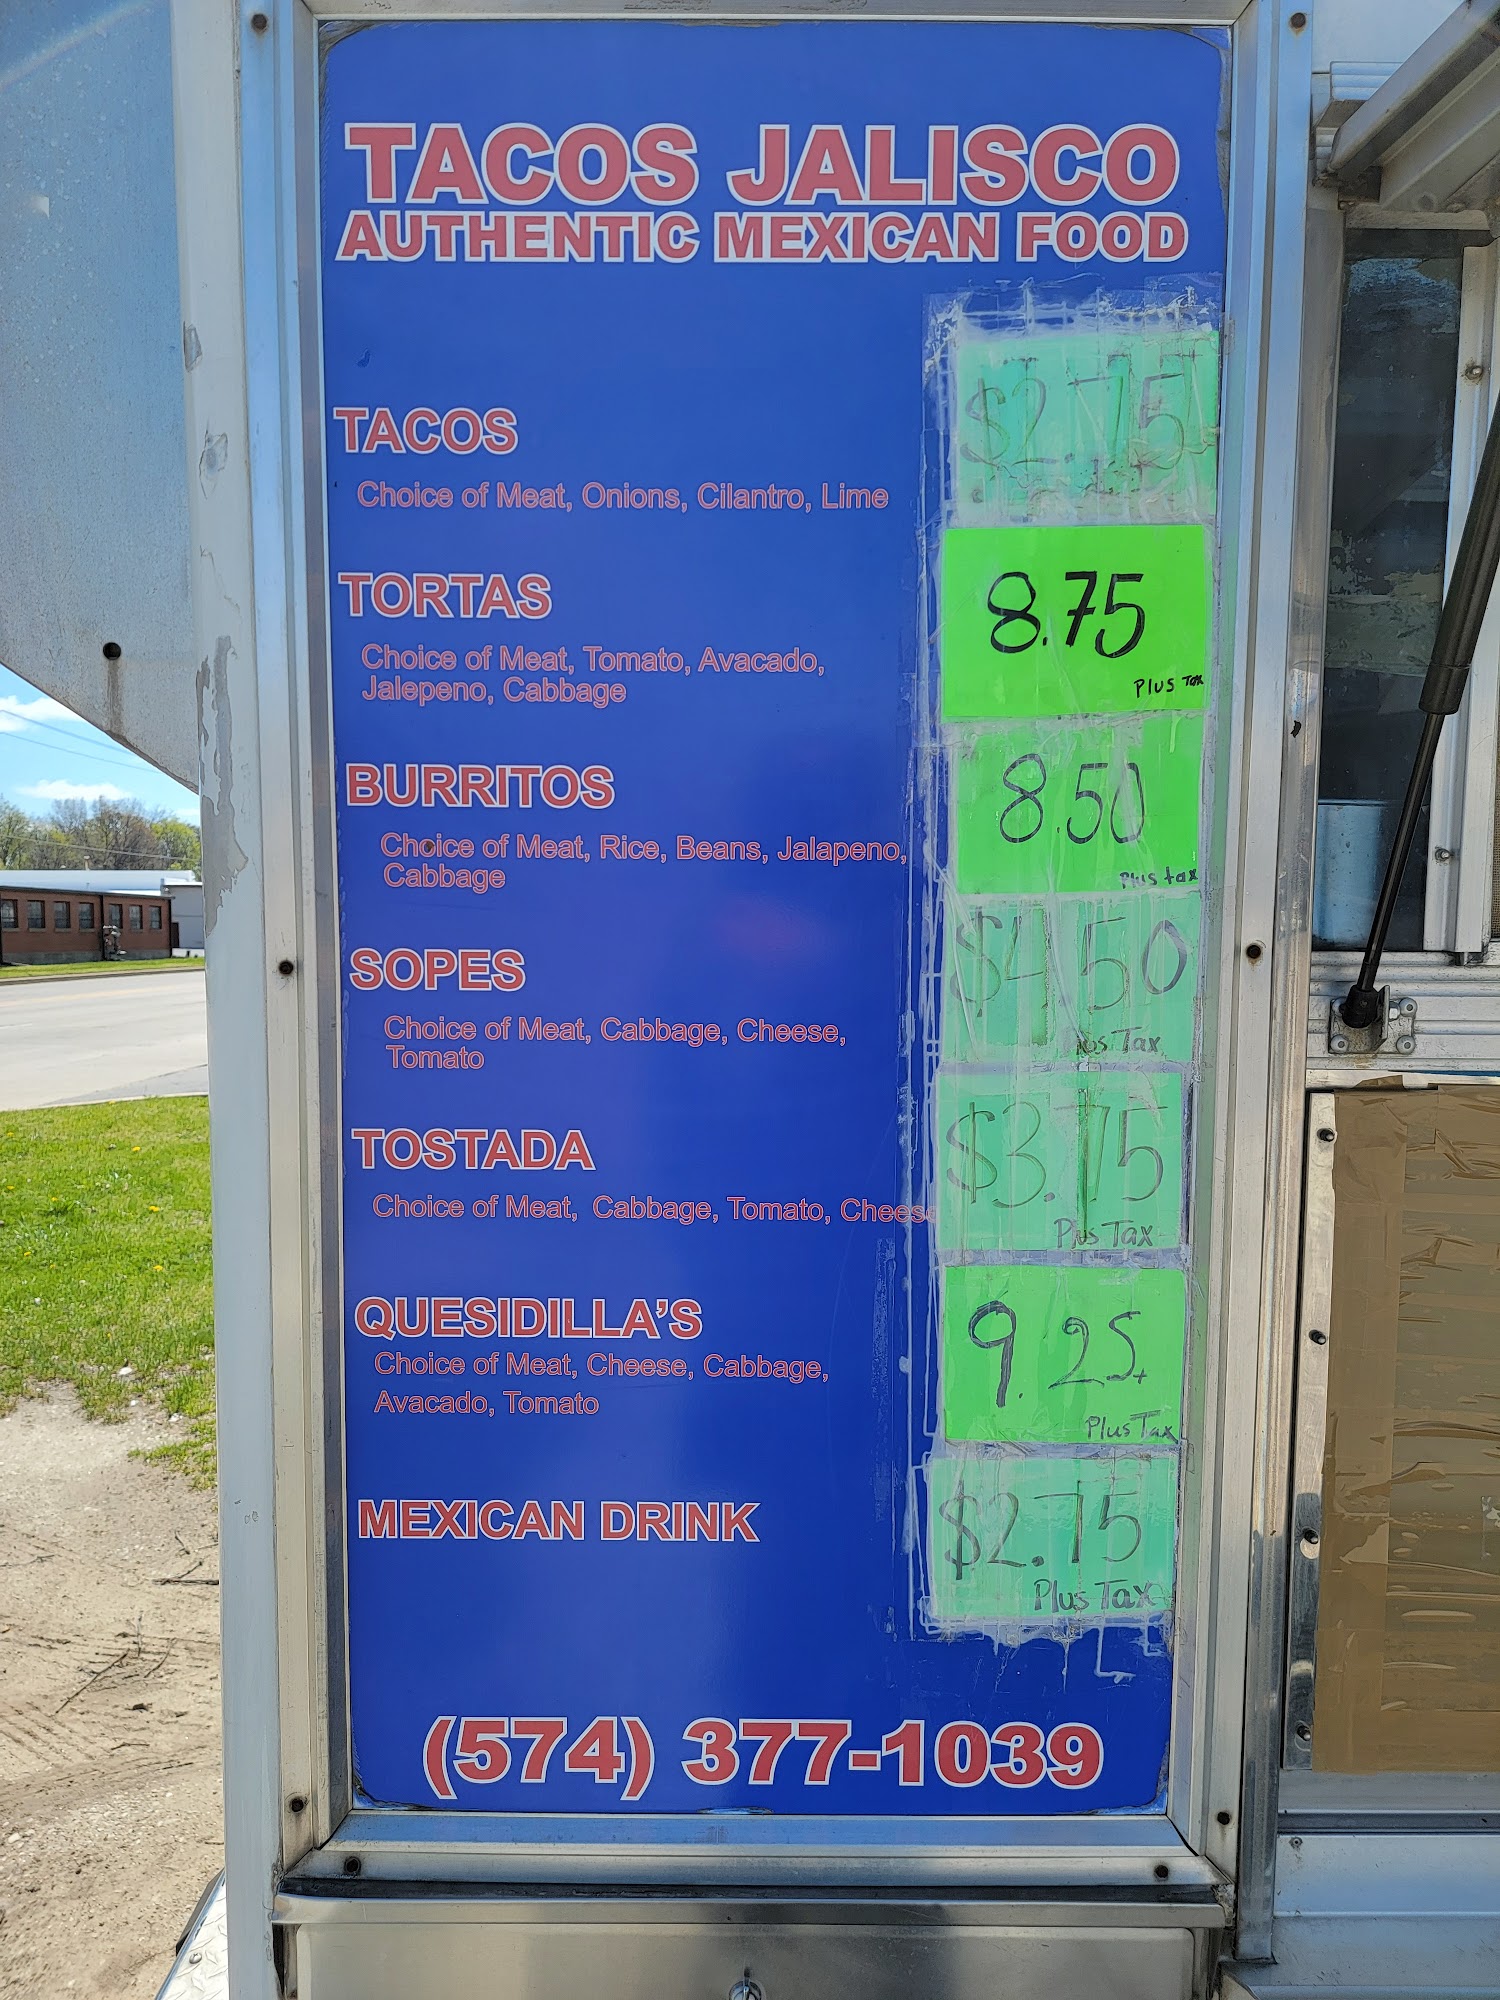 TACOS JALISCO
AUTHENTIC MEXICAN FOOD
TACOS
$2.75
Choice of Meat, Onions, Cilantro, Lime
TORTAS
8.75
Choice of Meat, Tomato, Avacado,
Jalepeno, Cabbage
Plus Tax
BURRITOS
8.50
Choice of Meat, Rice, Beans, Jalapeno,
Cabbage
Plus tax
SOPES
$4.50
Choice of Meat, Cabbage, Cheese,
Tomato
Plus Tax
TOSTADA
$3.75
Choice of Meat, Cabbage, Tomato, Cheese
Plus Tax
QUESIDILLA'S
9.25
Choice of Meat, Cheese, Cabbage,
Avacado, Tomato
Plus Tax
MEXICAN DRINK
$2.75
Plus Tax
(574) 377-1039